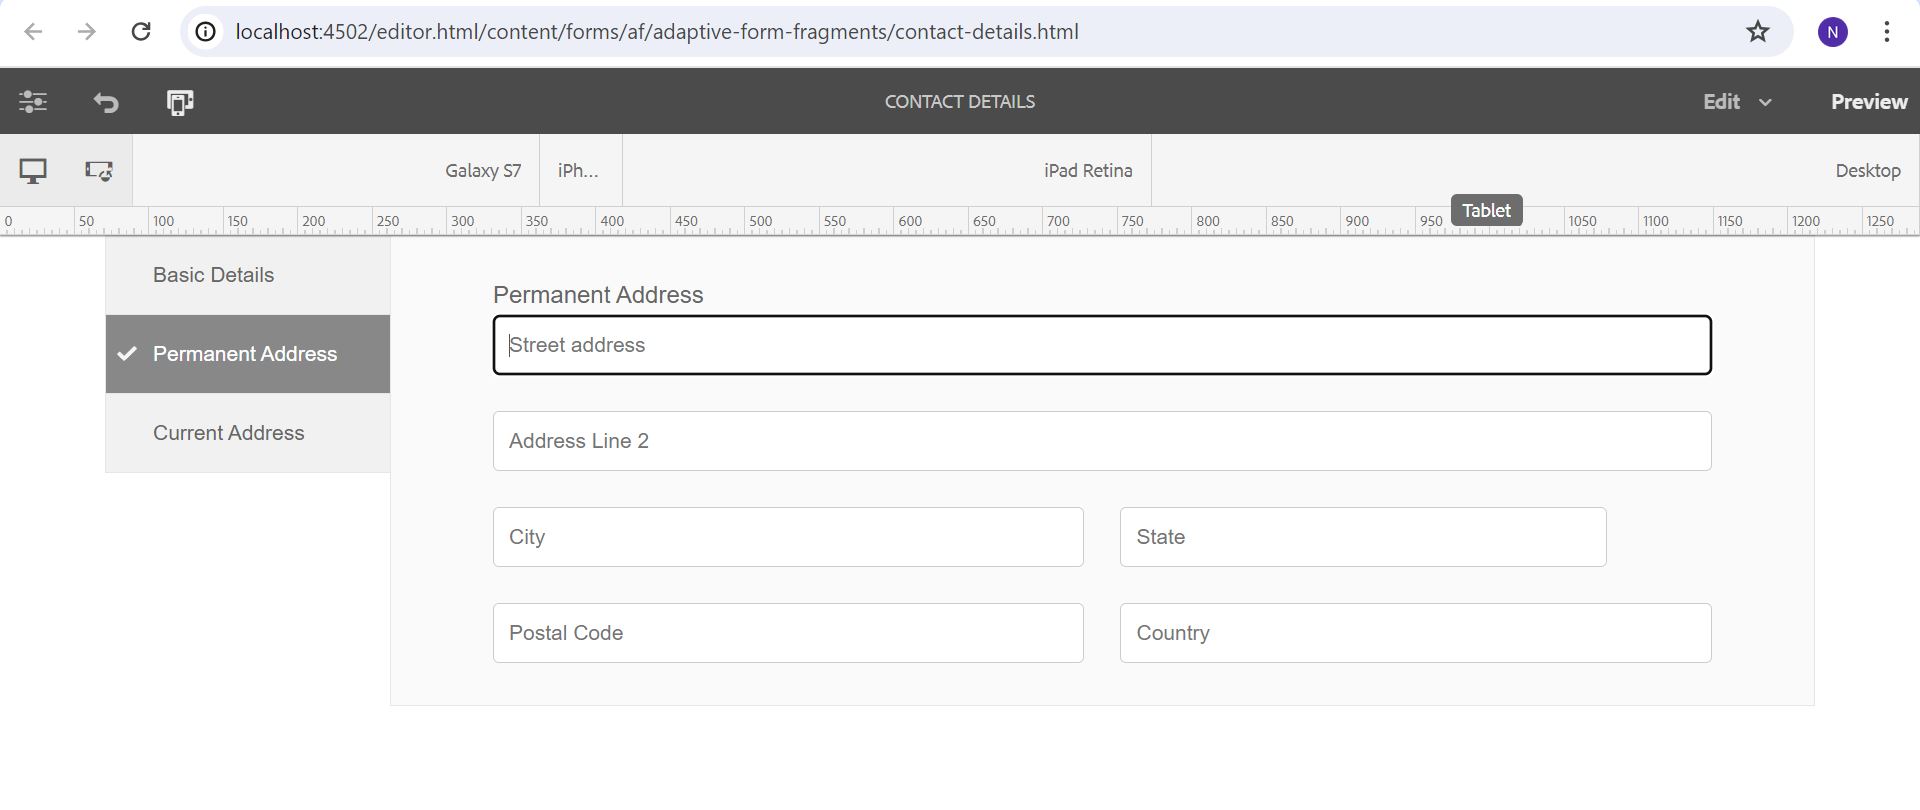 localhost:4502/editor.html/content/forms/af/adaptive-form-fragments/contact-details.html
N
CONTACT DETAILS
Edit
Preview
Galaxy S7
iPh...
iPad Retina
Desktop
0 50 100 150 200 250 300 350 400 450 500 550 600 650 700 750 800 850 900 950 Tablet 1050 1100 1150 1200 1250
Basic Details
Permanent Address
Current Address
Permanent Address
Street address
Address Line 2
City
State
Postal Code
Country